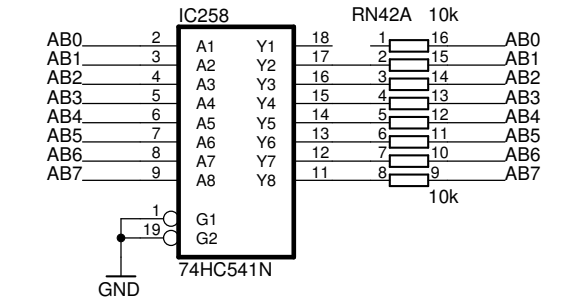 IC258 RN42A 10k
AB0 2 A1 Y1 18 1 16 AB0
AB1 3 A2 Y2 17 2 15 AB1
AB2 4 A3 Y3 16 3 14 AB2
AB3 5 A4 Y4 15 4 13 AB3
AB4 6 A5 Y5 14 5 12 AB4
AB5 7 A6 Y6 13 6 11 AB5
AB6 8 A7 Y7 12 7 10 AB6
AB7 9 A8 Y8 11 8 9 AB7
10k
1 G1
19 G2
74HC541N
GND